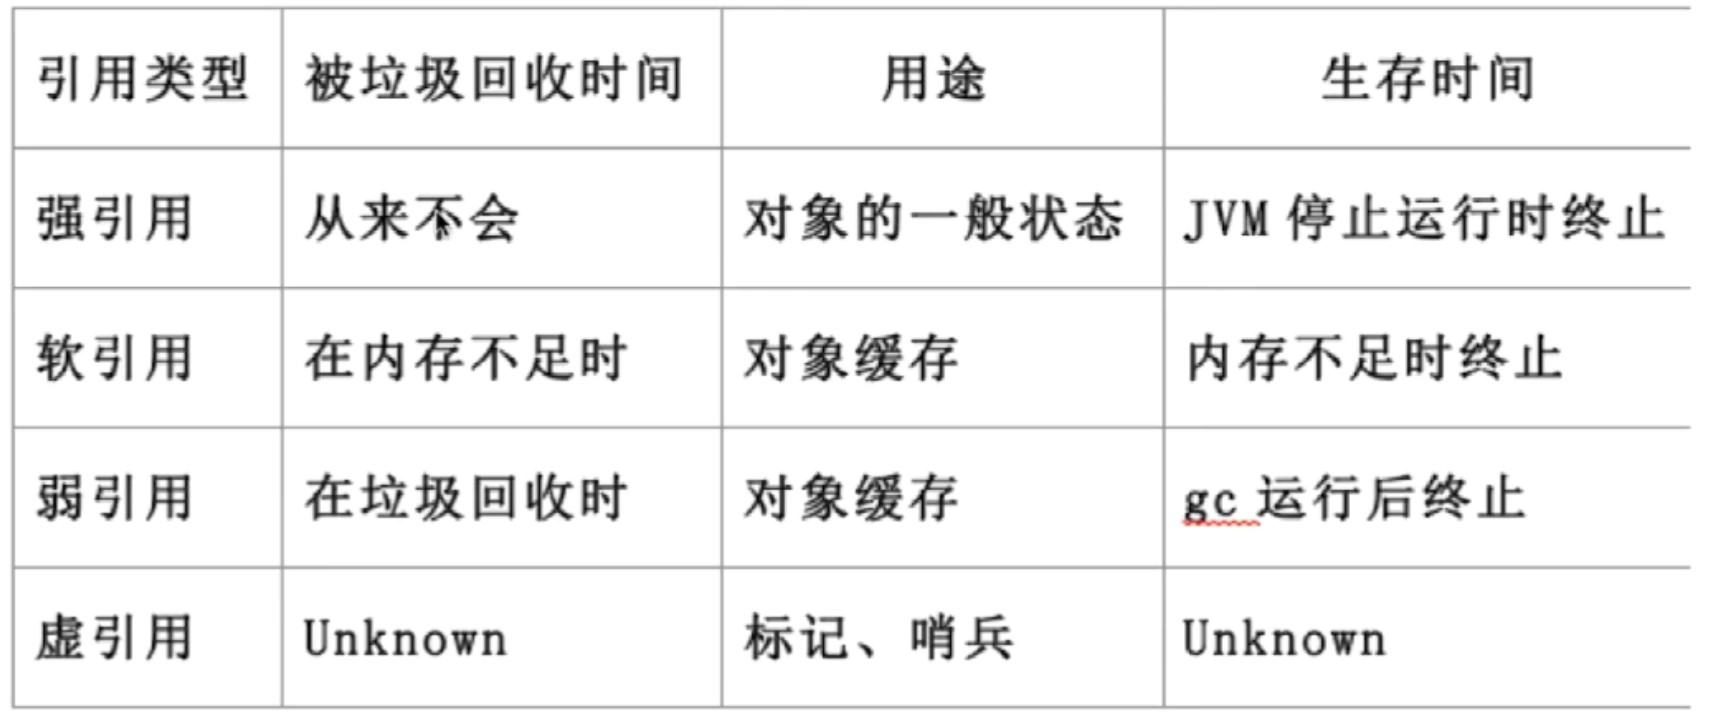 引用类型 被垃圾回收时间 用途 生存时间
强引用 从来不会 对象的一般状态 JVM 停止运行时终止
软引用 在内存不足时 对象缓存 内存不足时终止
弱引用 在垃圾回收时 对象缓存 gc 运行后终止
虚引用 Unknown 标记、哨兵 Unknown